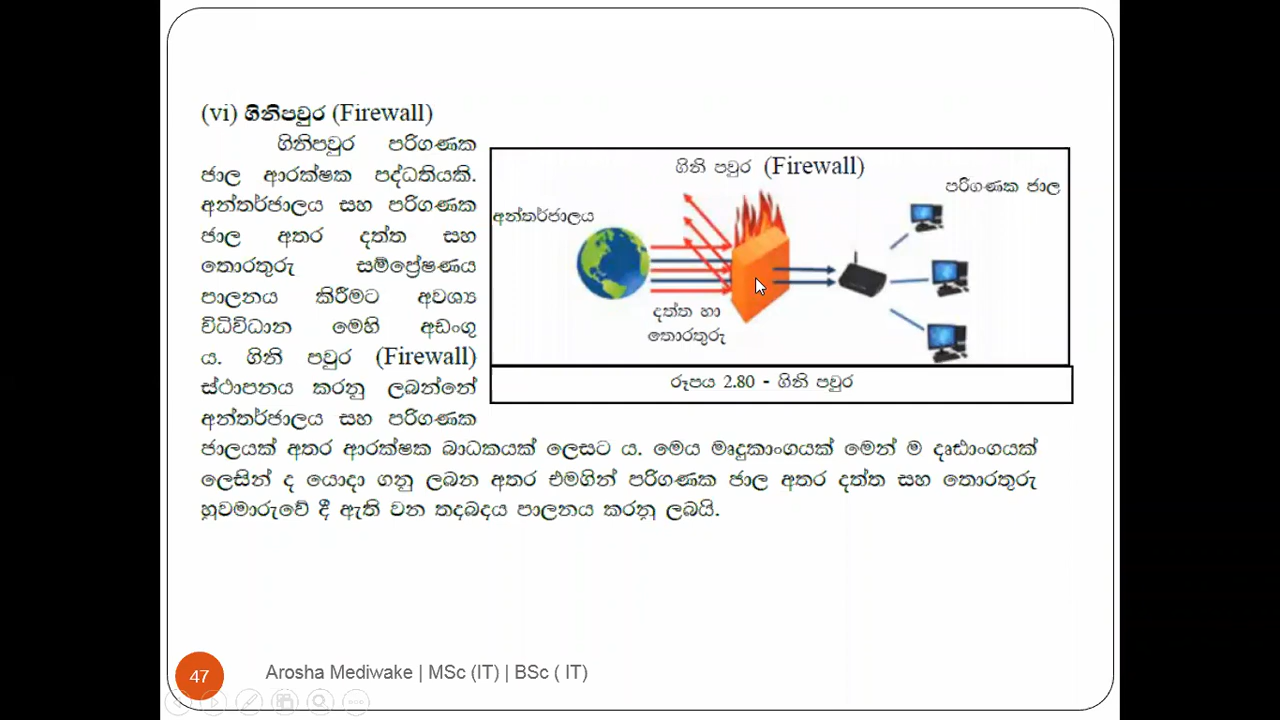 (vi) ගිනිපවුර (Firewall)
ගිනිපවුර පරිගණක
ජාල ආරක්ෂක පද්ධතියකි.
අන්තර්ජාලය සහ පරිගණක
ජාල අතර දත්ත සහ
තොරතුරු සම්ප්‍රේෂණය
පාලනය කිරීමට අවශ්‍ය
විධිවිධාන මෙහි අඩංගු
ය. ගිනි පවුර (Firewall)
ස්ථාපනය කරනු ලබන්නේ
අන්තර්ජාලය සහ පරිගණක
ජාලයක් අතර ආරක්ෂක බාධකයක් ලෙසට ය. මෙය මෘදුකාංගයක් මෙන් ම දෘඪාංගයක්
ලෙසින් ද යොදා ගනු ලබන අතර එමගින් පරිගණක ජාල අතර දත්ත සහ තොරතුරු
හුවමාරුවේ දී ඇති වන තදබදය පාලනය කරනු ලබයි.
ගිනි පවුර (Firewall)
පරිගණක ජාල
අන්තර්ජාලය
දත්ත හා
තොරතුරු
රූපය 2.80 - ගිනි පවුර
47
Arosha Mediwake | MSc (IT) | BSc ( IT)